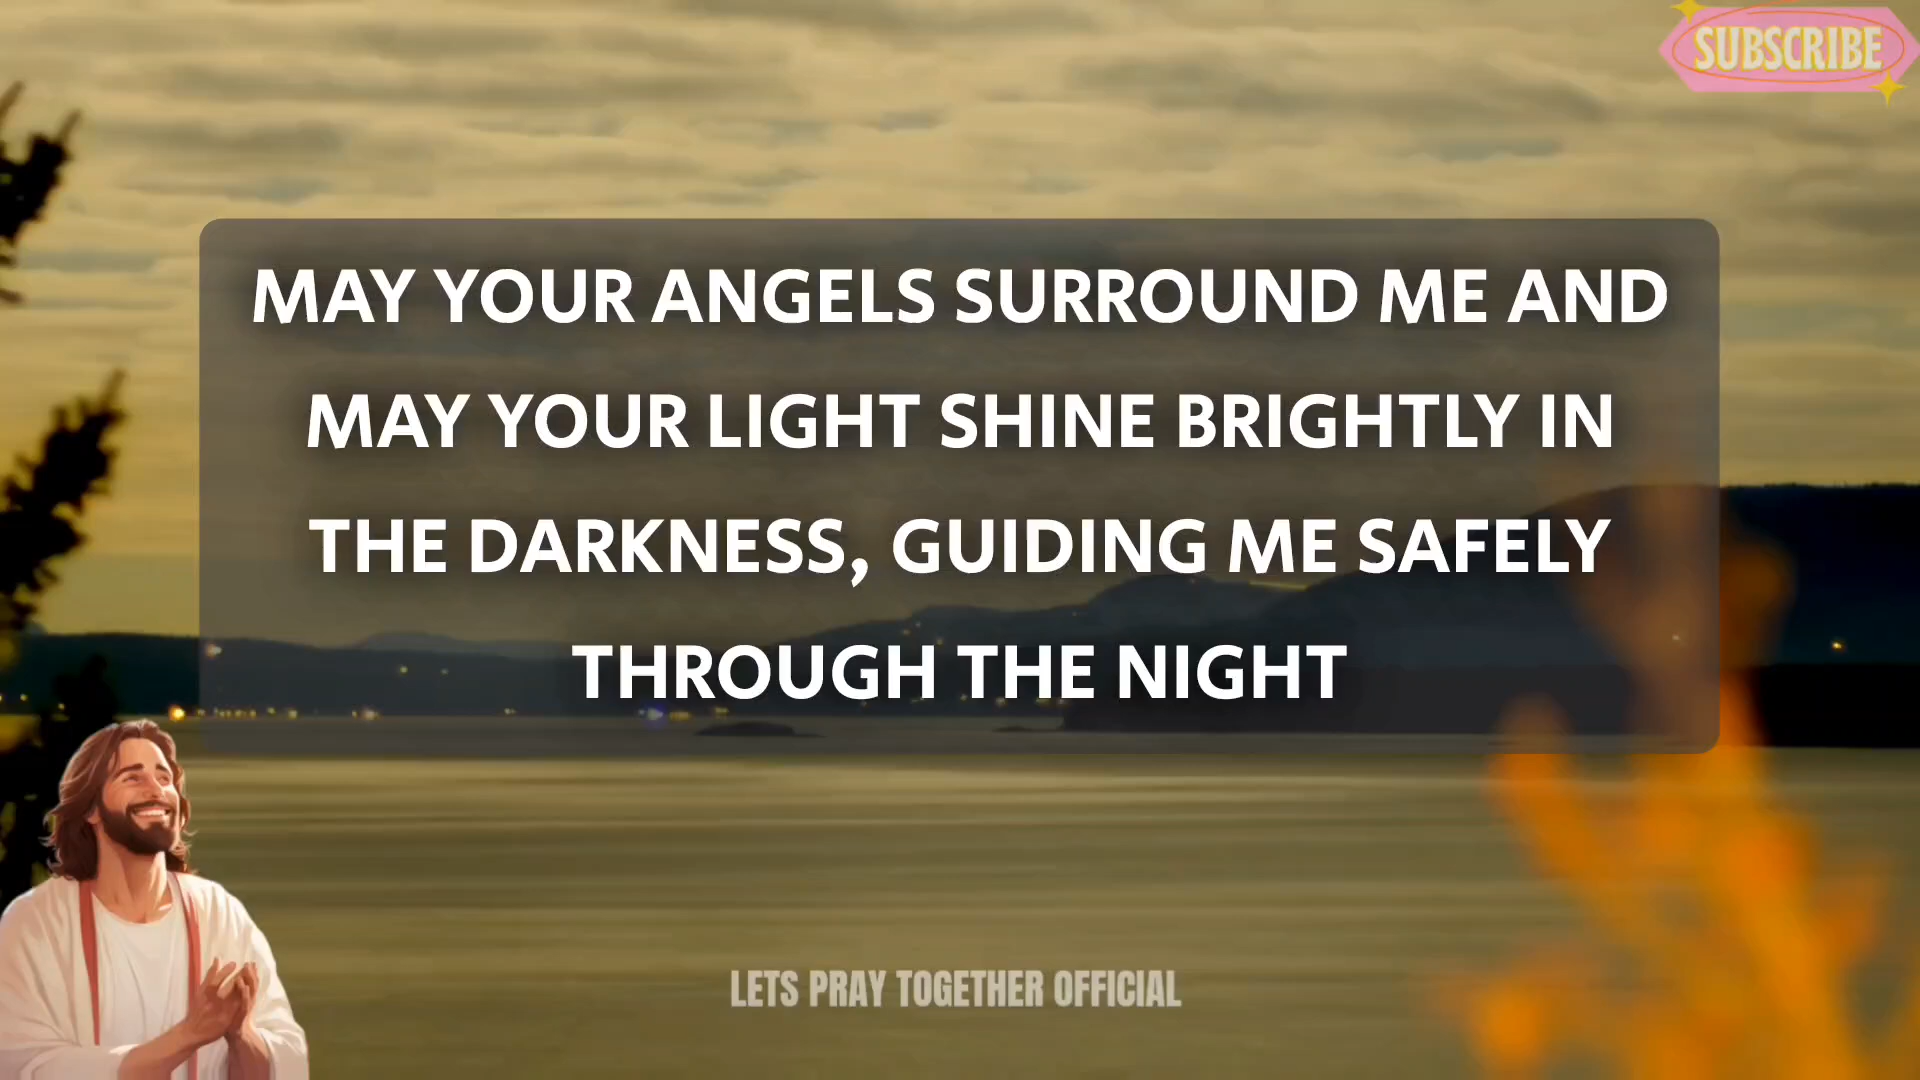 SUBSCRIBE
MAY YOUR ANGELS SURROUND ME AND
MAY YOUR LIGHT SHINE BRIGHTLY IN
THE DARKNESS, GUIDING ME SAFELY
THROUGH THE NIGHT
LETS PRAY TOGETHER OFFICIAL